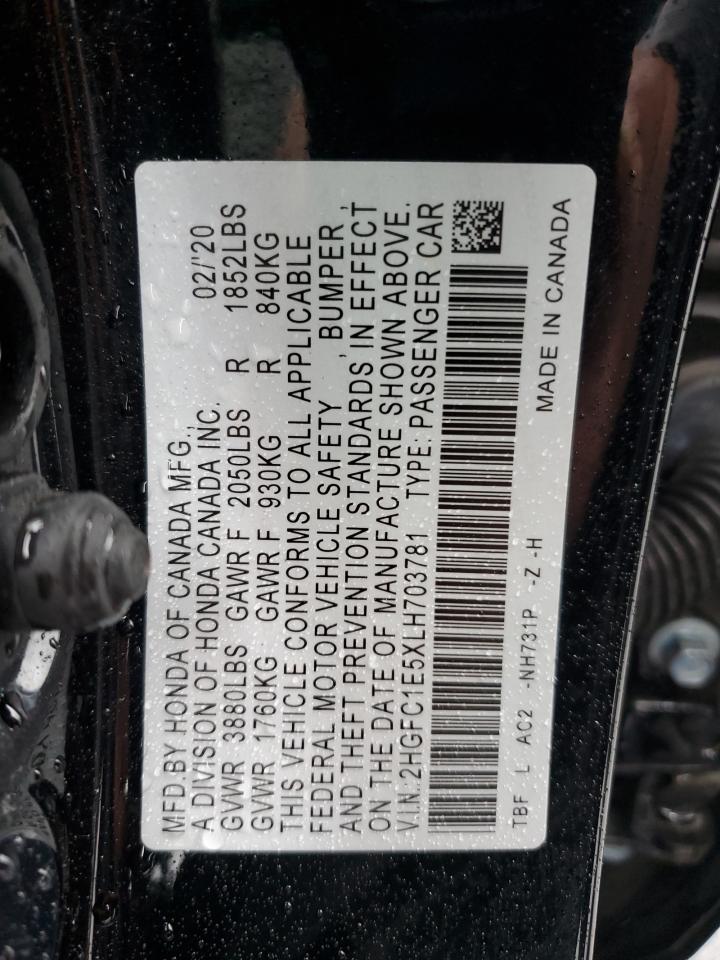 MFD.BY HONDA OF CANADA MFG., 02/'20
A DIVISION OF HONDA CANADA INC.
GVWR 3880LBS GAWR F 2050LBS R 1852LBS
GVWR 1760KG GAWR F 930KG R 840KG
THIS VEHICLE CONFORMS TO ALL APPLICABLE
FEDERAL MOTOR VEHICLE SAFETY , BUMPER ,
AND THEFT PREVENTION STANDARDS IN EFFECT
ON THE DATE OF MANUFACTURE SHOWN ABOVE.
V.I.N.:2HGFC1E5XLH703781 TYPE: PASSENGER CAR
TBF L AC2 -NH731P -Z -H
MADE IN CANADA